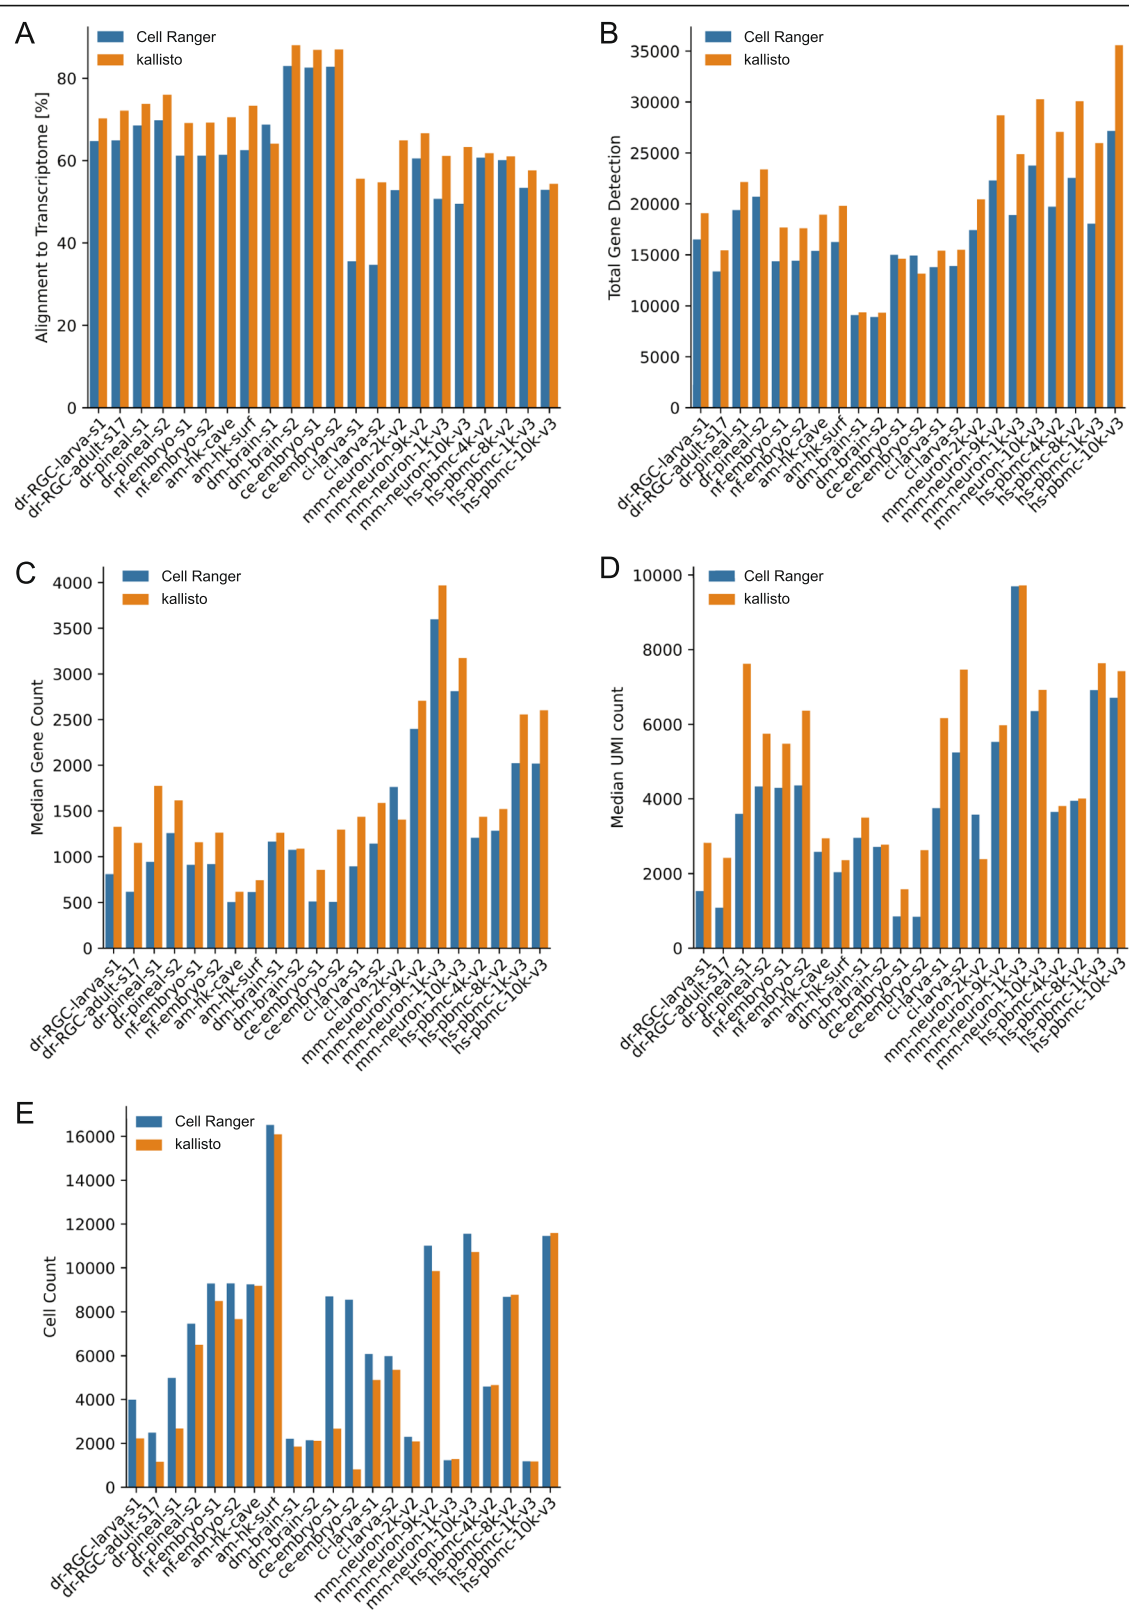 A
Cell Ranger
kallisto
Alignment to Transcriptome [%]
80
60
40
20
0
dr-RGC-larva-s1
dr-RGC-adult-s17
dr-pineal-s1
dr-pineal-s2
nf-embryo-s1
nf-embryo-s2
am-hk-cave
am-hk-surf
dm-brain-s1
dm-brain-s2
ce-embryo-s1
ce-embryo-s2
ci-larva-s1
ci-larva-s2
mm-neuron-2k-v2
mm-neuron-9k-v2
mm-neuron-1k-v3
mm-neuron-10k-v3
hs-pbmc-4k-v2
hs-pbmc-8k-v2
hs-pbmc-1k-v3
hs-pbmc-10k-v3
B
Cell Ranger
kallisto
Total Gene Detection
35000
30000
25000
20000
15000
10000
5000
0
dr-RGC-larva-s1
dr-RGC-adult-s17
dr-pineal-s1
dr-pineal-s2
nf-embryo-s1
nf-embryo-s2
am-hk-cave
am-hk-surf
dm-brain-s1
dm-brain-s2
ce-embryo-s1
ce-embryo-s2
ci-larva-s1
ci-larva-s2
mm-neuron-2k-v2
mm-neuron-9k-v2
mm-neuron-1k-v3
mm-neuron-10k-v3
hs-pbmc-4k-v2
hs-pbmc-8k-v2
hs-pbmc-1k-v3
hs-pbmc-10k-v3
C
Cell Ranger
kallisto
Median Gene Count
4000
3500
3000
2500
2000
1500
1000
500
0
dr-RGC-larva-s1
dr-RGC-adult-s17
dr-pineal-s1
dr-pineal-s2
nf-embryo-s1
nf-embryo-s2
am-hk-cave
am-hk-surf
dm-brain-s1
dm-brain-s2
ce-embryo-s1
ce-embryo-s2
ci-larva-s1
ci-larva-s2
mm-neuron-2k-v2
mm-neuron-9k-v2
mm-neuron-1k-v3
mm-neuron-10k-v3
hs-pbmc-4k-v2
hs-pbmc-8k-v2
hs-pbmc-1k-v3
hs-pbmc-10k-v3
D
Cell Ranger
kallisto
Median UMI count
10000
8000
6000
4000
2000
0
dr-RGC-larva-s1
dr-RGC-adult-s17
dr-pineal-s1
dr-pineal-s2
nf-embryo-s1
nf-embryo-s2
am-hk-cave
am-hk-surf
dm-brain-s1
dm-brain-s2
ce-embryo-s1
ce-embryo-s2
ci-larva-s1
ci-larva-s2
mm-neuron-2k-v2
mm-neuron-9k-v2
mm-neuron-1k-v3
mm-neuron-10k-v3
hs-pbmc-4k-v2
hs-pbmc-8k-v2
hs-pbmc-1k-v3
hs-pbmc-10k-v3
E
Cell Ranger
kallisto
Cell Count
16000
14000
12000
10000
8000
6000
4000
2000
0
dr-RGC-larva-s1
dr-RGC-adult-s17
dr-pineal-s1
dr-pineal-s2
nf-embryo-s1
nf-embryo-s2
am-hk-cave
am-hk-surf
dm-brain-s1
dm-brain-s2
ce-embryo-s1
ce-embryo-s2
ci-larva-s1
ci-larva-s2
mm-neuron-2k-v2
mm-neuron-9k-v2
mm-neuron-1k-v3
mm-neuron-10k-v3
hs-pbmc-4k-v2
hs-pbmc-8k-v2
hs-pbmc-1k-v3
hs-pbmc-10k-v3